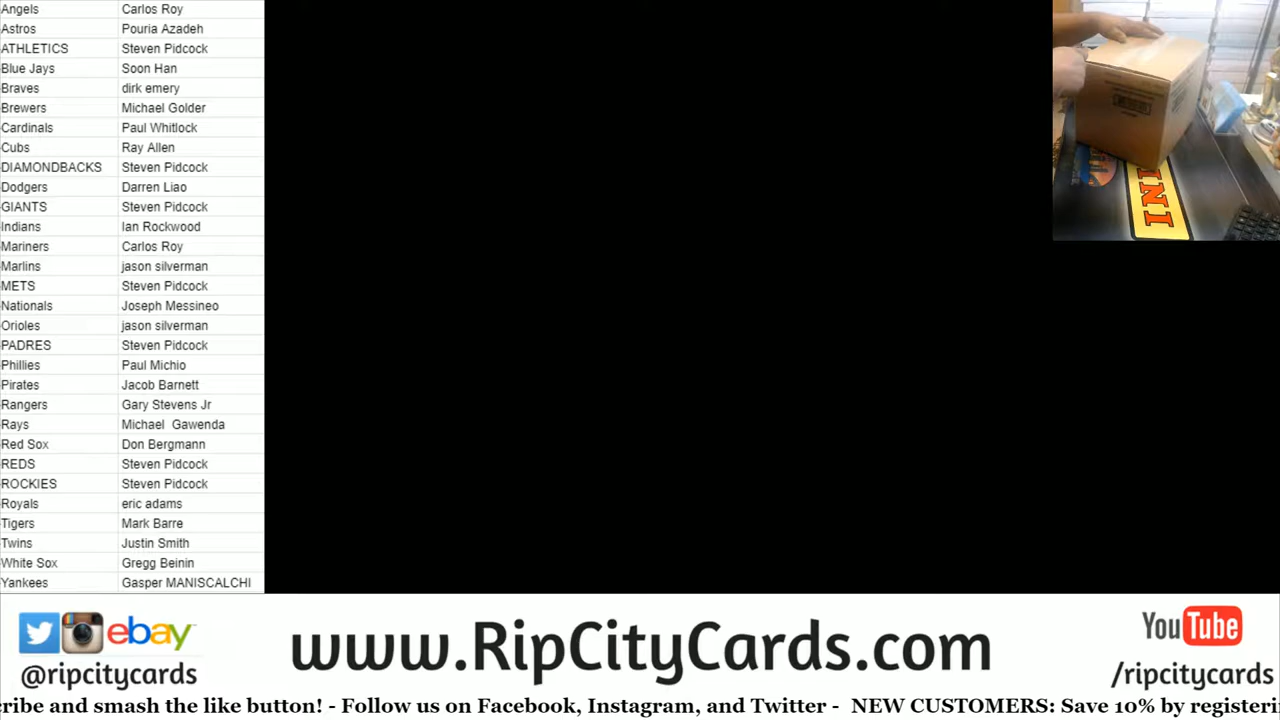 Angels Carlos Roy
Astros Pouria Azadeh
ATHLETICS Steven Pidcock
Blue Jays Soon Han
Braves dirk emery
Brewers Michael Golder
Cardinals Paul Whitlock
Cubs Ray Allen
DIAMONDBACKS Steven Pidcock
Dodgers Darren Liao
GIANTS Steven Pidcock
Indians Ian Rockwood
Mariners Carlos Roy
Marlins jason silverman
METS Steven Pidcock
Nationals Joseph Messineo
Orioles jason silverman
PADRES Steven Pidcock
Phillies Paul Michio
Pirates Jacob Barnett
Rangers Gary Stevens Jr
Rays Michael Gawenda
Red Sox Don Bergmann
REDS Steven Pidcock
ROCKIES Steven Pidcock
Royals eric adams
Tigers Mark Barre
Twins Justin Smith
White Sox Gregg Beinin
Yankees Gasper MANISCALCHI
INI
ebay
@ripcitycards
www.RipCityCards.com
YouTube
/ripcitycards
cribe and smash the like button! - Follow us on Facebook, Instagram, and Twitter - NEW CUSTOMERS: Save 10% by registeri